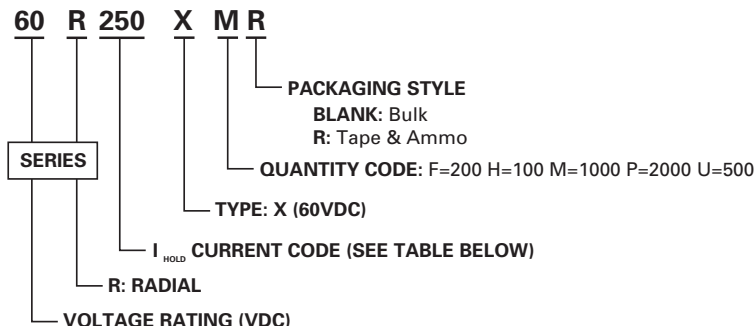 60 R 250 X M R
PACKAGING STYLE
BLANK: Bulk
R: Tape & Ammo
SERIES
QUANTITY CODE: F=200 H=100 M=1000 P=2000 U=500
TYPE: X (60VDC)
I HOLD CURRENT CODE (SEE TABLE BELOW)
R: RADIAL
VOLTAGE RATING (VDC)